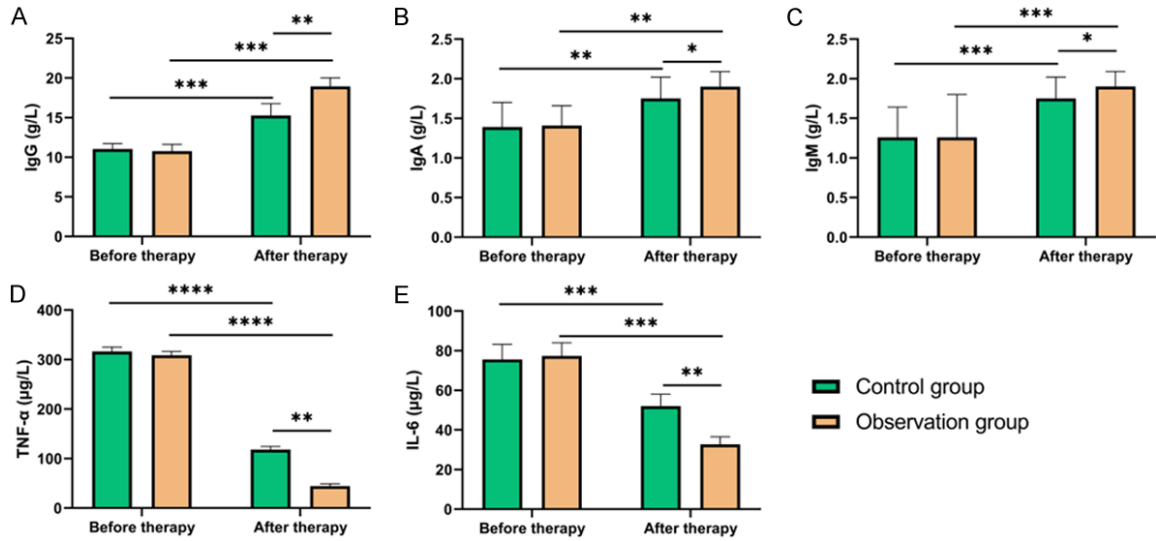 A
**
***
***
IgG (g/L)
25
20
15
10
5
0
Before therapy
After therapy
B
**
**
*
IgA (g/L)
2.5
2.0
1.5
1.0
0.5
0.0
Before therapy
After therapy
C
***
***
*
IgM (g/L)
2.5
2.0
1.5
1.0
0.5
0.0
Before therapy
After therapy
D
****
****
**
TNF-α (µg/L)
400
300
200
100
0
Before therapy
After therapy
E
***
***
**
IL-6 (µg/L)
100
80
60
40
20
0
Before therapy
After therapy
Control group
Observation group